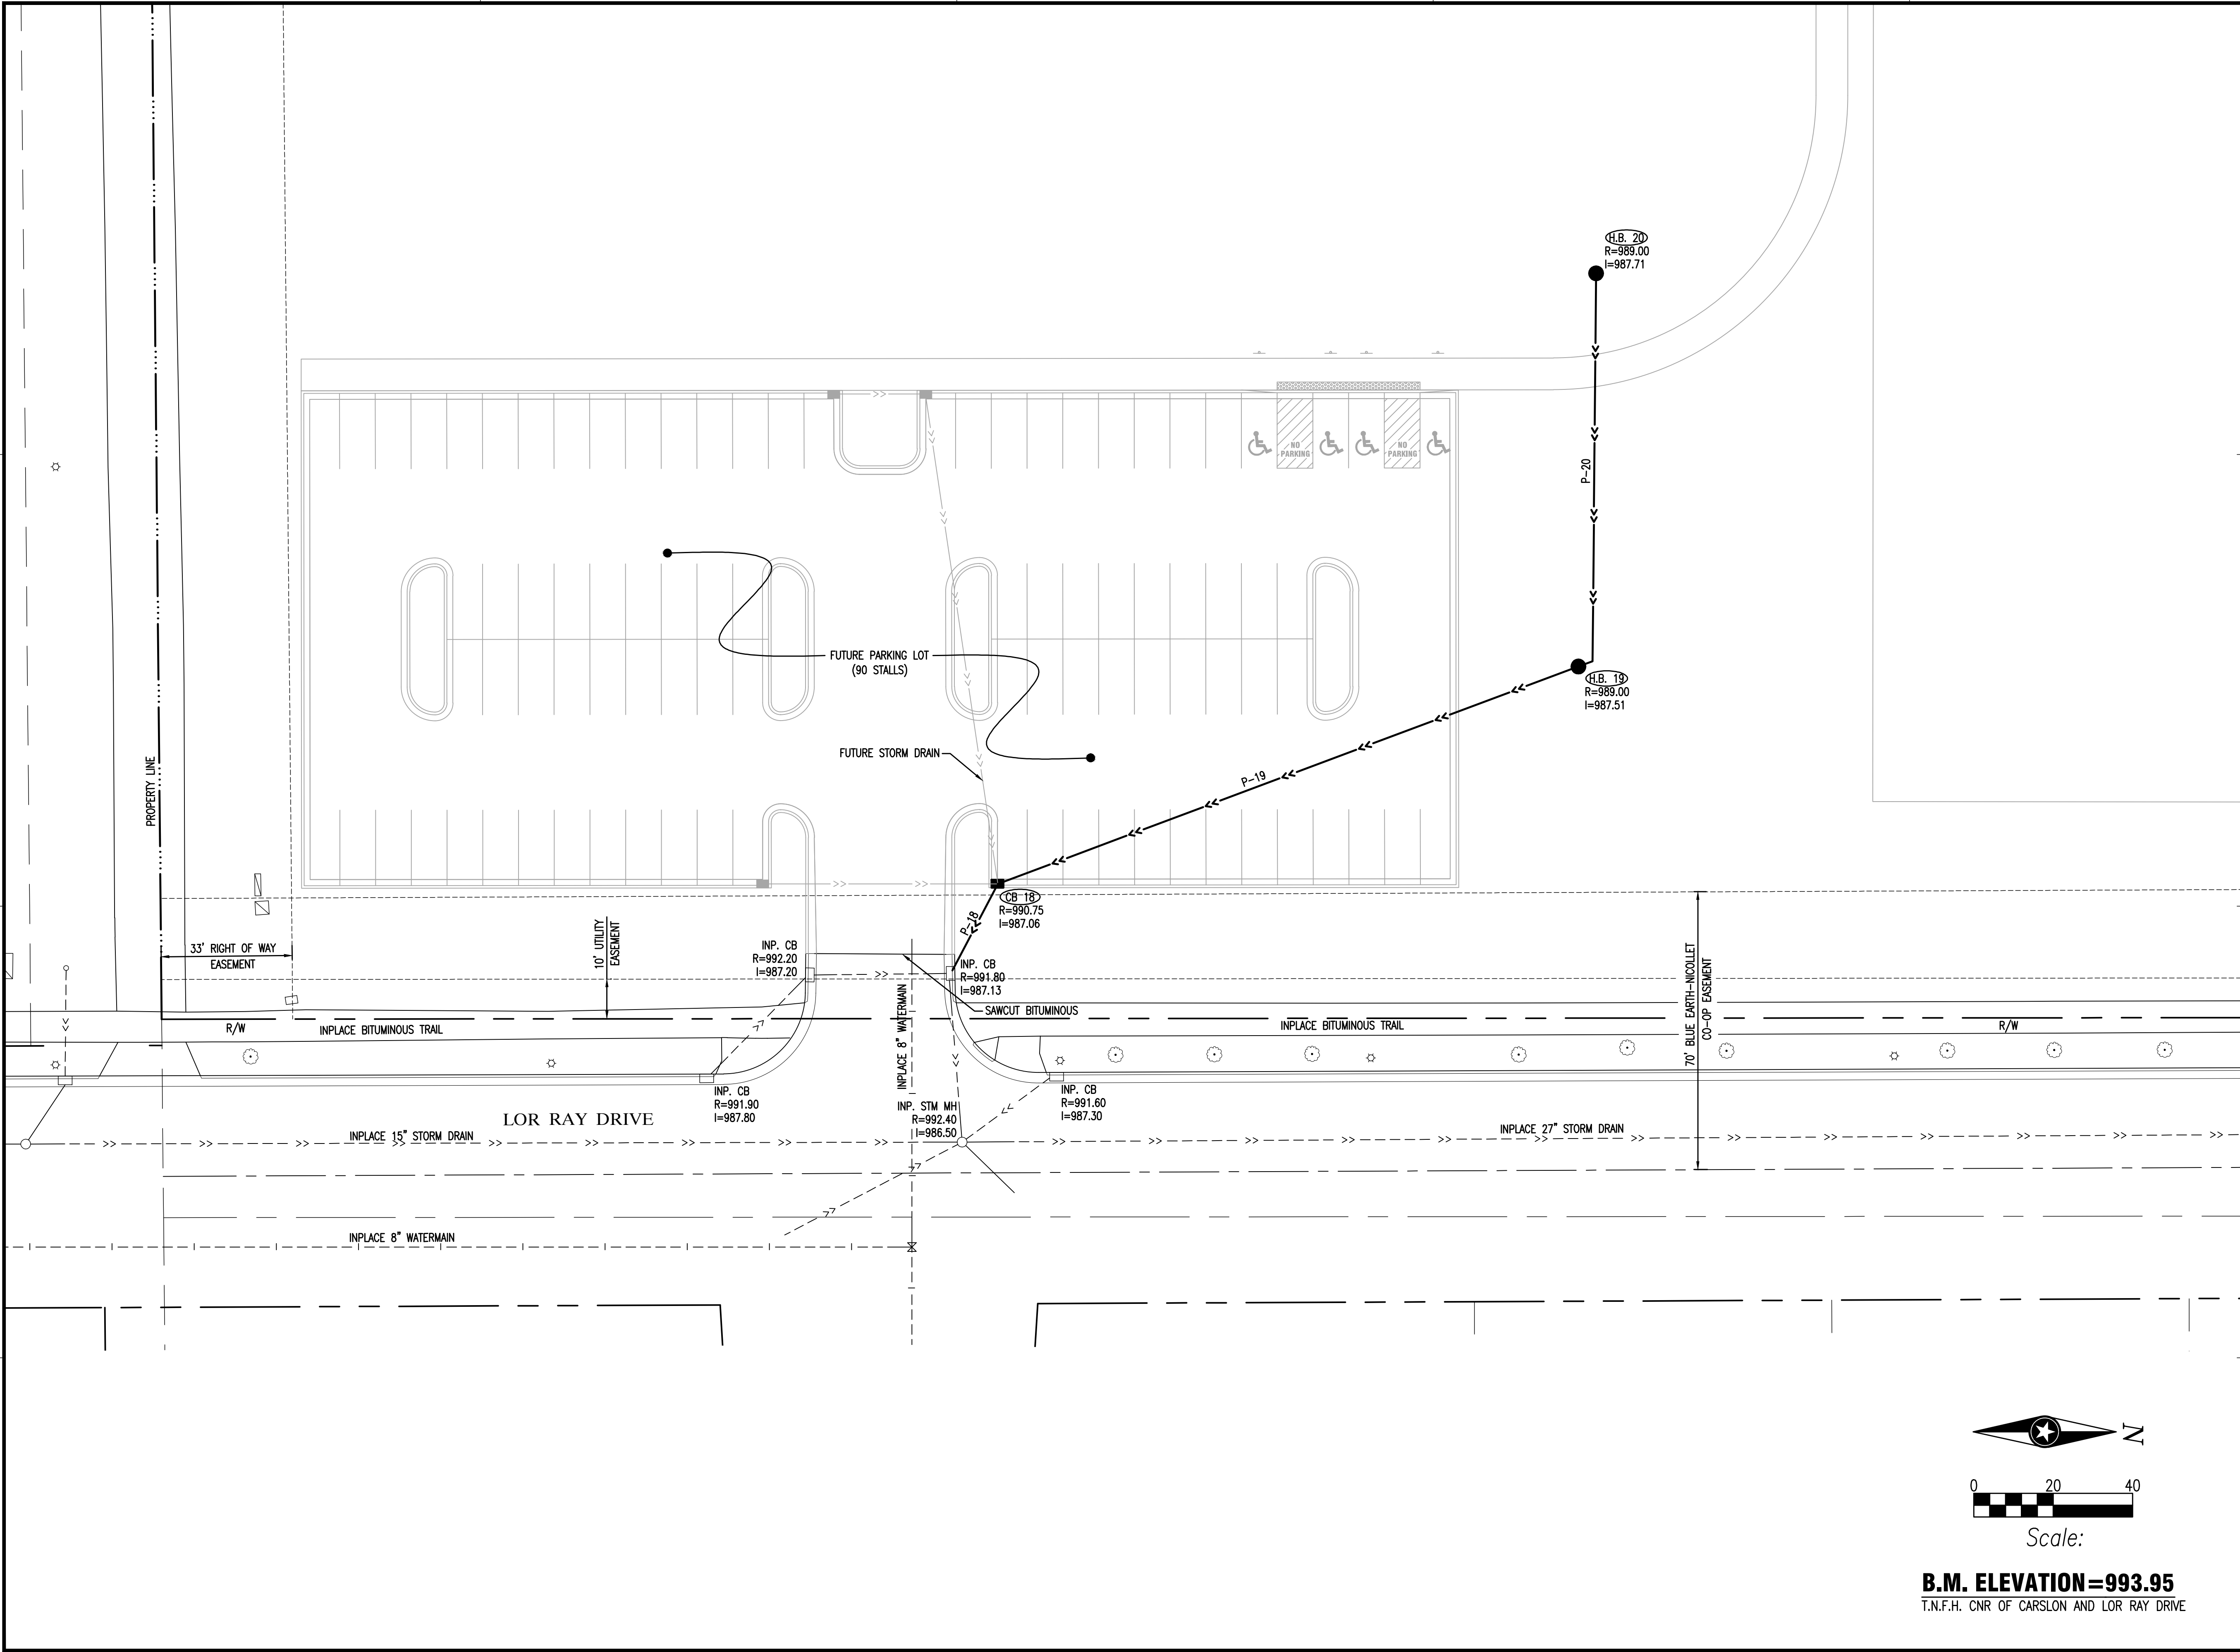 H.B. 20
R=989.00
I=987.71
NO
PARKING
NO
PARKING
P-20
FUTURE PARKING LOT
(90 STALLS)
H.B. 19
R=989.00
I=987.51
FUTURE STORM DRAIN
P-19
PROPERTY LINE
CB 18
R=990.75
I=987.06
P-18
33' RIGHT OF WAY
EASEMENT
10' UTILITY
EASEMENT
INP. CB
R=992.20
I=987.20
INP. CB
R=991.80
I=987.13
SAWCUT BITUMINOUS
INPLACE 8" WATERMAIN
70' BLUE EARTH-NICOLLET
CO-OP EASEMENT
R/W
INPLACE BITUMINOUS TRAIL
INPLACE BITUMINOUS TRAIL
R/W
INP. CB
R=991.90
I=987.80
INP. STM MH
R=992.40
I=986.50
INP. CB
R=991.60
I=987.30
LOR RAY DRIVE
INPLACE 15" STORM DRAIN
INPLACE 27" STORM DRAIN
INPLACE 8" WATERMAIN
N
0 20 40
Scale:
B.M. ELEVATION=993.95
T.N.F.H. CNR OF CARSLON AND LOR RAY DRIVE